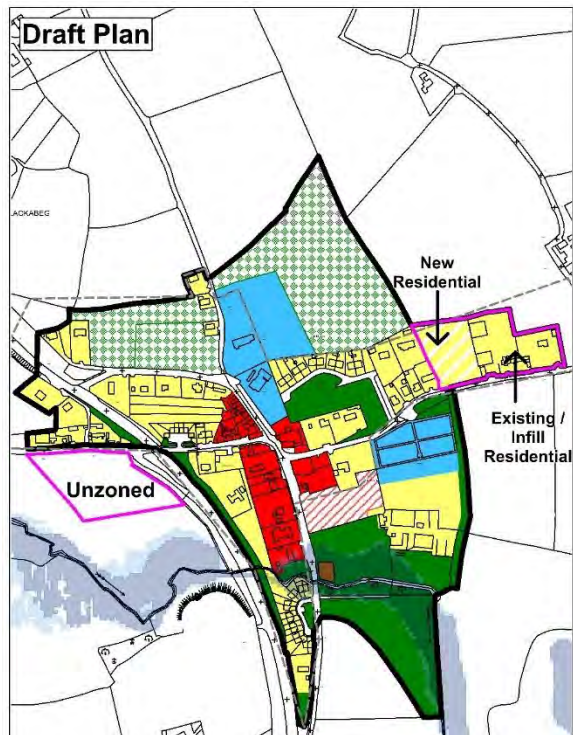 Draft Plan
LACKABEG
New
Residential
Existing /
Infill
Residential
Unzoned